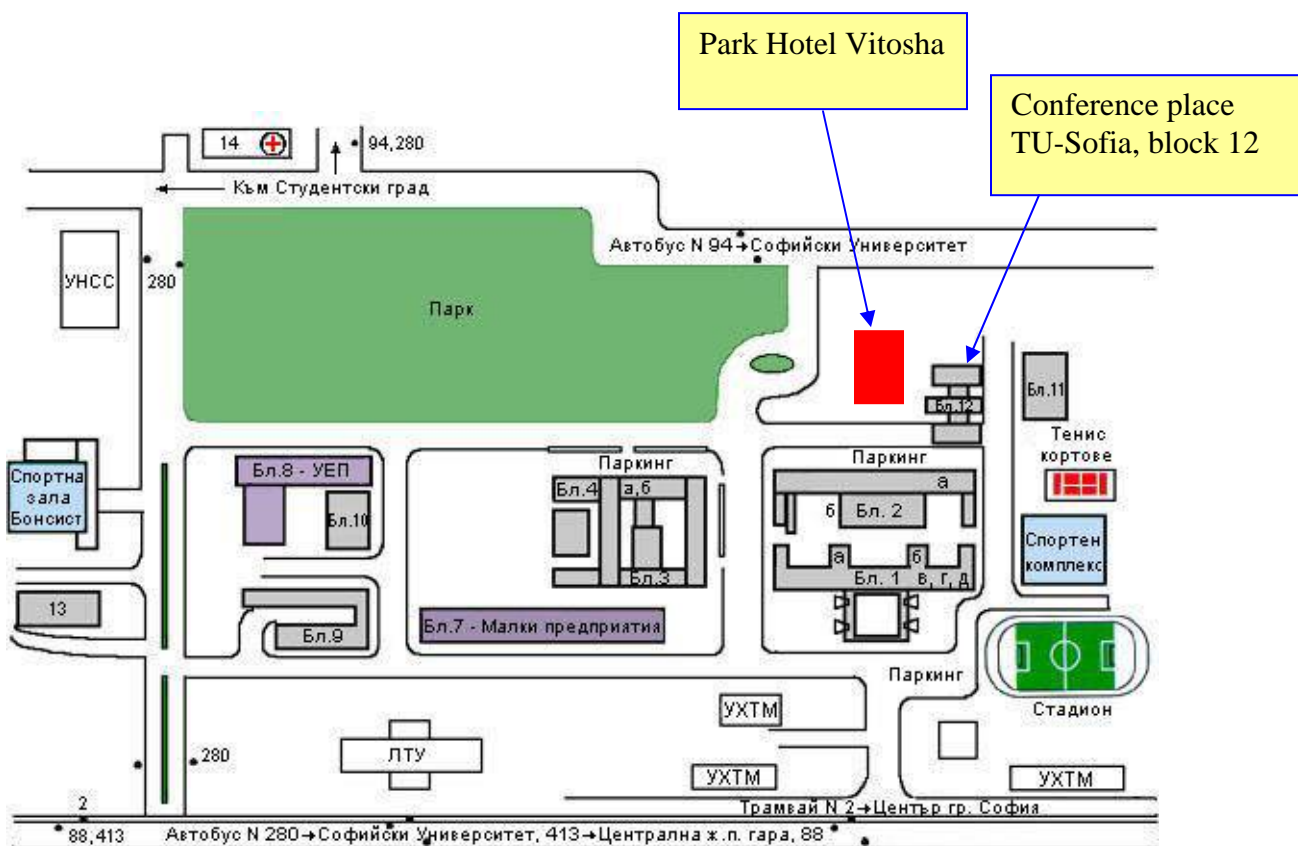 Park Hotel Vitosha
Conference place
TU-Sofia, block 12
14
94,280
Към Студентски град
Автобус N 94→Софийски Университет
УНСС
280
Парк
Бл.12
Бл.11
Тенис
кортове
Спортна
зала
Бонсист
Бл.8 - УЕП
Бл.10
Паркинг
Бл.4
а,б
Бл.3
Паркинг
а
б
Бл. 2
а
б
Бл. 1
в, г, д
Спортен
комплекс
13
Бл.9
Бл.7 - Малки предприатиа
Паркинг
Стадион
УХТМ
280
ЛТУ
УХТМ
УХТМ
2
Трамвай N 2→Център гр. София
88,413
Автобус N 280→Софийски Университет, 413→Централна ж.п. гара, 88